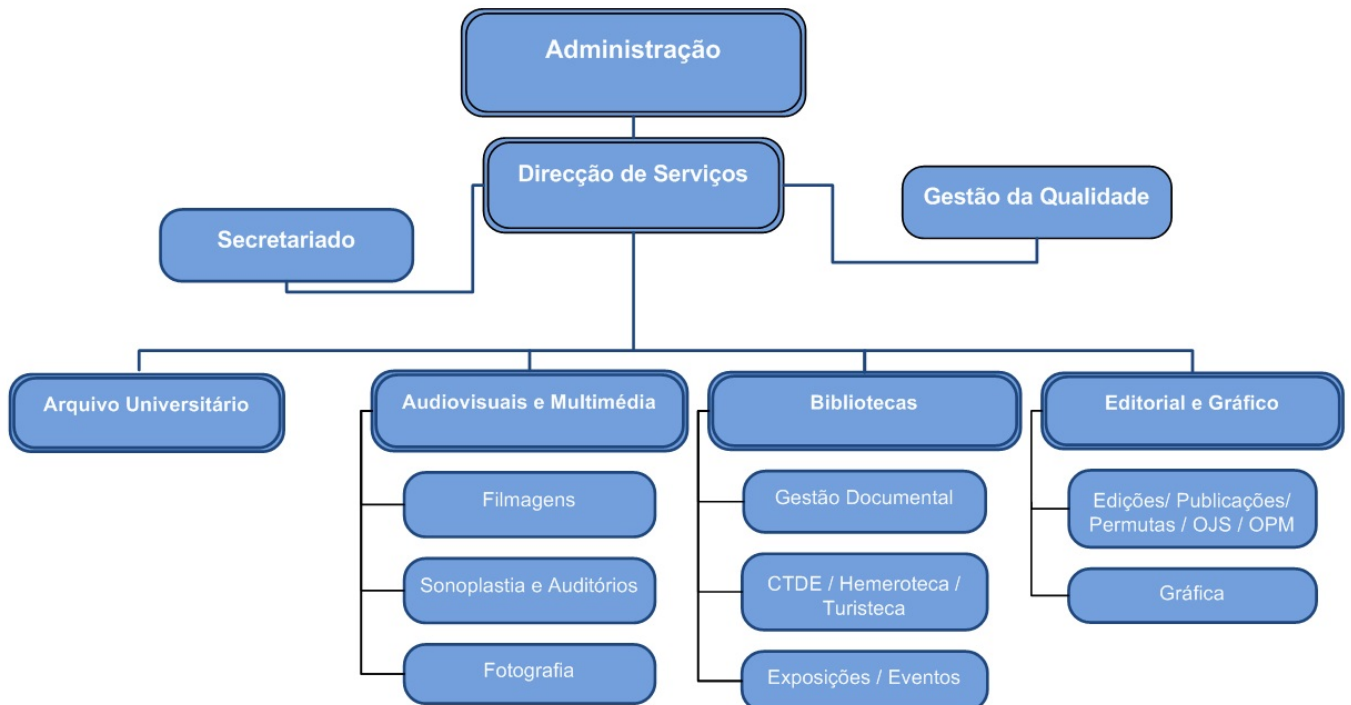 Administração
Direcção de Serviços
Gestão da Qualidade
Secretariado
Arquivo Universitário
Audiovisuais e Multimédia
Bibliotecas
Editorial e Gráfico
Filmagens
Sonoplastia e Auditórios
Fotografia
Gestão Documental
CTDE / Hemeroteca /
Turisteca
Exposições / Eventos
Edições/ Publicações/
Permutas / OJS / OPM
Gráfica